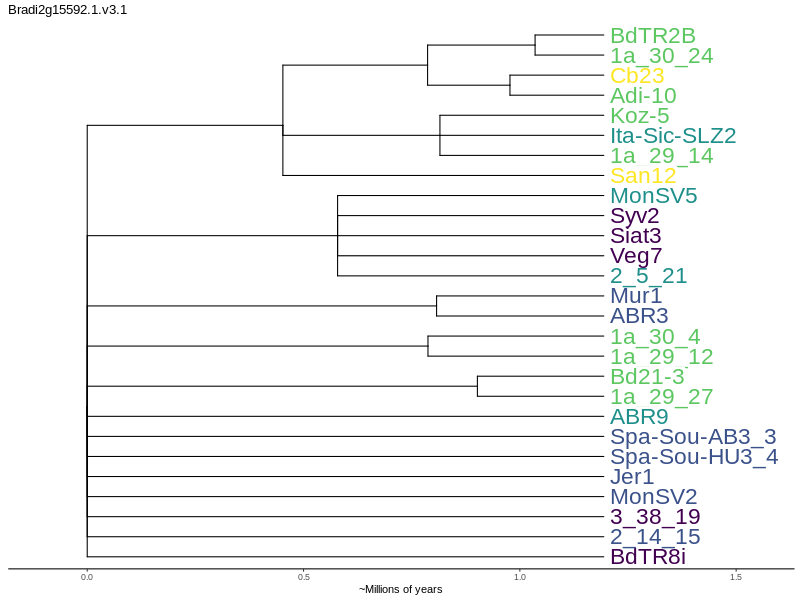 Bradi2g15592.1.v3.1
BdTR2B
1a_30_24
Cb23
Adi-10
Koz-5
Ita-Sic-SLZ2
1a_29_14
San12
MonSV5
Syv2
Siat3
Veg7
2_5_21
Mur1
ABR3
1a_30_4
1a_29_12
Bd21-3
1a_29_27
ABR9
Spa-Sou-AB3_3
Spa-Sou-HU3_4
Jer1
MonSV2
3_38_19
2_14_15
BdTR8i
0.0 0.5 1.0 1.5
~Millions of years